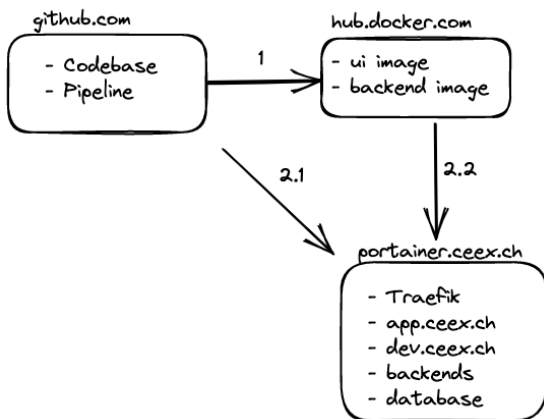 github.com
- Codebase
- Pipeline
1
hub.docker.com
- ui image
- backend image
2.1
2.2
portainer.ceex.ch
- Traefik
- app.ceex.ch
- dev.ceex.ch
- backends
- database